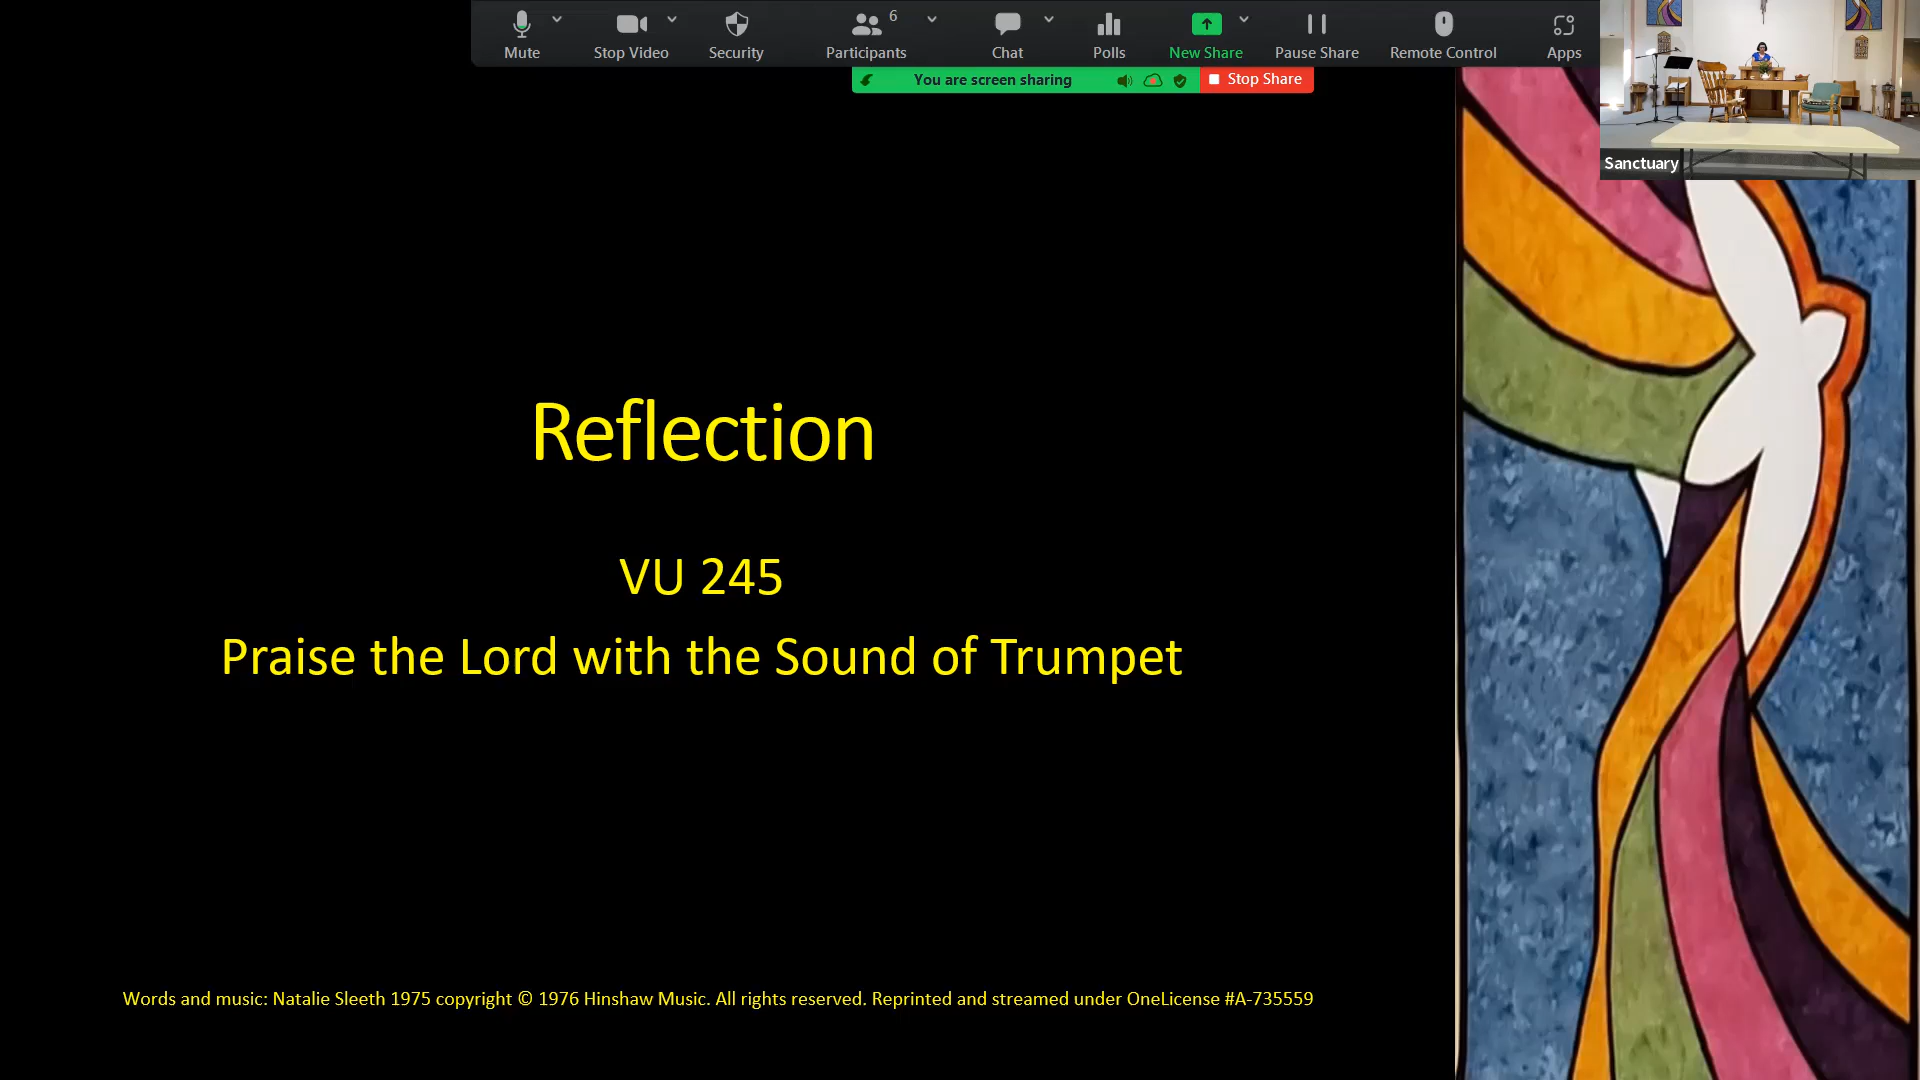 Mute
Stop Video
Security
Participants
6
Chat
Polls
New Share
Pause Share
Remote Control
Apps
You are screen sharing
Stop Share
Sanctuary
Reflection
VU 245
Praise the Lord with the Sound of Trumpet
Words and music: Natalie Sleeth 1975 copyright © 1976 Hinshaw Music. All rights reserved. Reprinted and streamed under OneLicense #A-735559